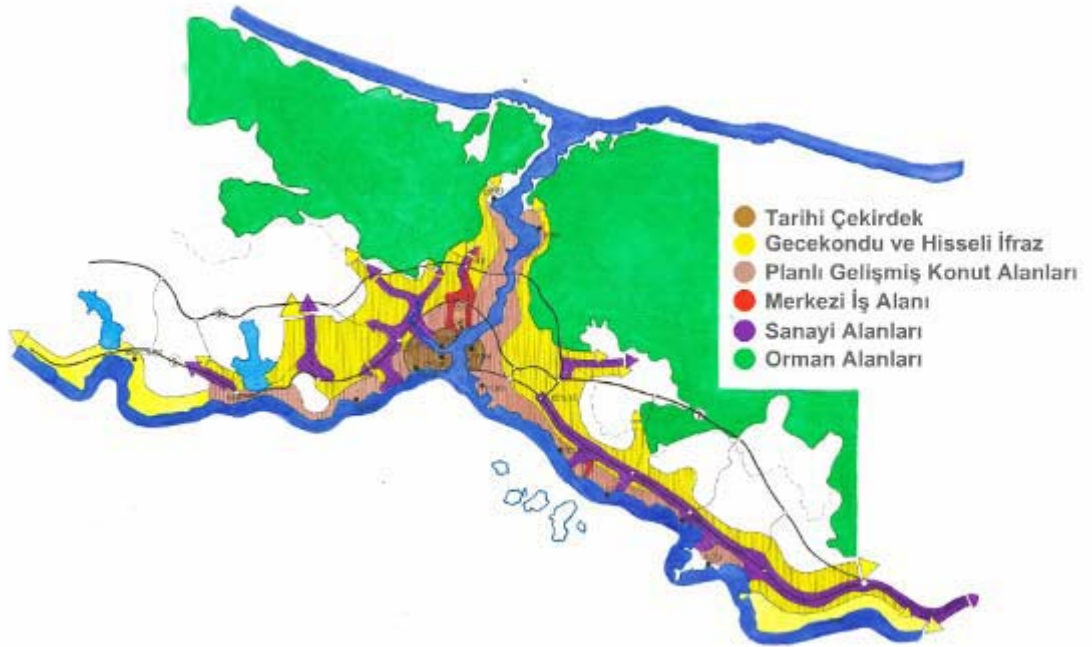 Tarihi Çekirdek
Gecekondu ve Hisseli İfraz
Planlı Gelişmiş Konut Alanları
Merkezi İş Alanı
Sanayi Alanları
Orman Alanları